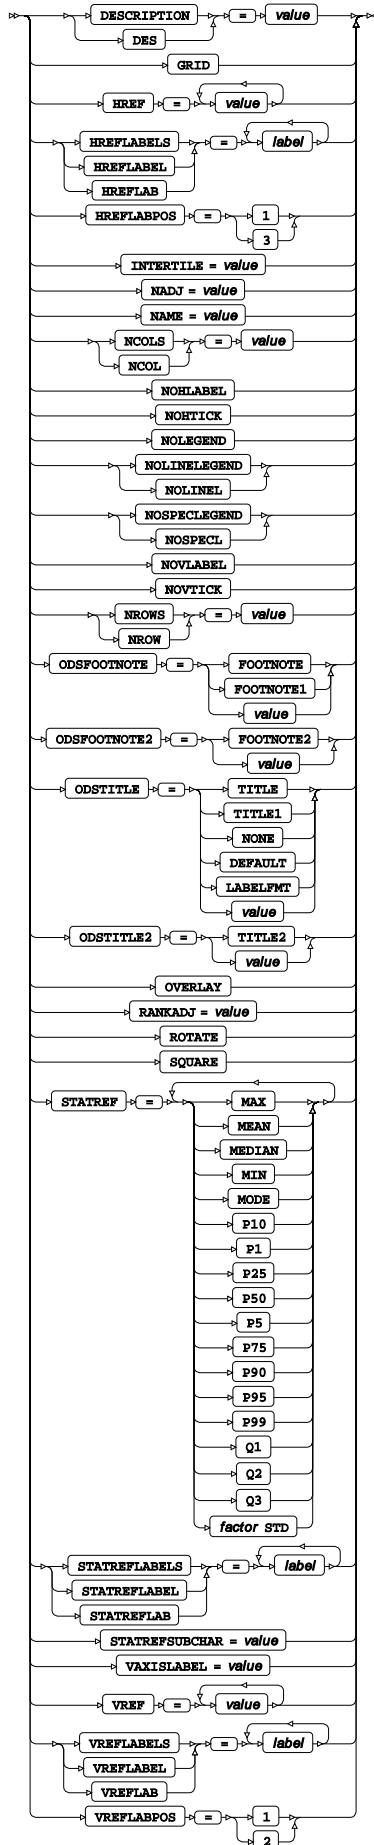 DESCRIPTION = value
DES
GRID
HREF = value
HREFLABELS = label
HREFLABEL
HREFLAB
HREFLABPOS = 1
3
INTERTILE = value
NADJ = value
NAME = value
NCOLS = value
NCOL
NOHLABEL
NOHTICK
NOLEGEND
NOLINELEGEND
NOLINEL
NOSPECLEGEND
NOSPECL
NOVLABEL
NOVTICK
NROWS = value
NROW
ODSFOOTNOTE = FOOTNOTE
FOOTNOTE1
value
ODSFOOTNOTE2 = FOOTNOTE2
value
ODSTITLE = TITLE
TITLE1
NONE
DEFAULT
LABELFMT
value
ODSTITLE2 = TITLE2
value
OVERLAY
RANKADJ = value
ROTATE
SQUARE
STATREF = MAX
MEAN
MEDIAN
MIN
MODE
P10
P1
P25
P50
P5
P75
P90
P95
P99
Q1
Q2
Q3
factor STD
STATREFLABELS = label
STATREFLABEL
STATREFLAB
STATREFSUBCHAR = value
VAXISLABEL = value
VREF = value
VREFLABELS = label
VREFLABEL
VREFLAB
VREFLABPOS = 1
2